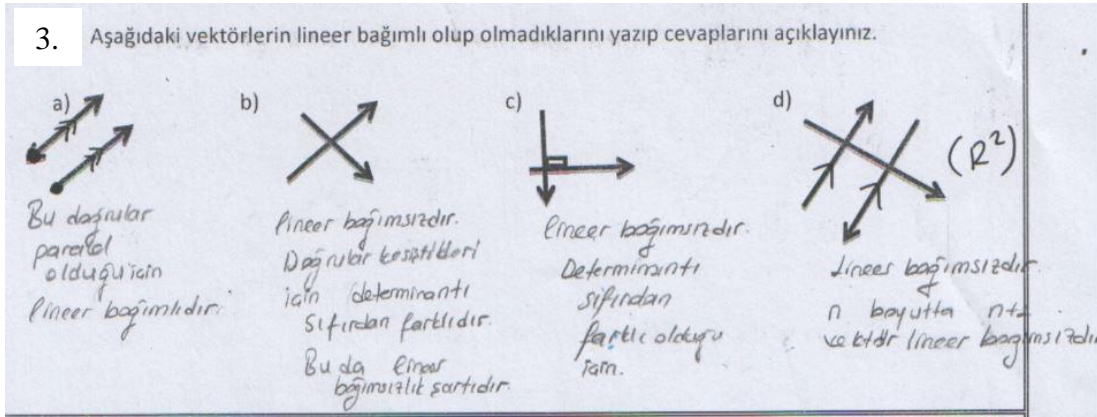 3. Aşağıdaki vektörlerin lineer bağımlı olup olmadıklarını yazıp cevaplarını açıklayınız.
a)
Bu doğrular
paralel
olduğu için
lineer bağımlıdır.
b)
lineer bağımsızdır.
Doğrular kesiştikleri
için determinantı
sıfırdan farklıdır.
Bu da lineer
bağımsızlık şartıdır.
c)
lineer bağımsızdır.
Determinantı
sıfırdan
farklı olduğu
için.
d)
(R²)
Lineer bağımsızdır.
n boyutta
vektör lineer bağımsızdır